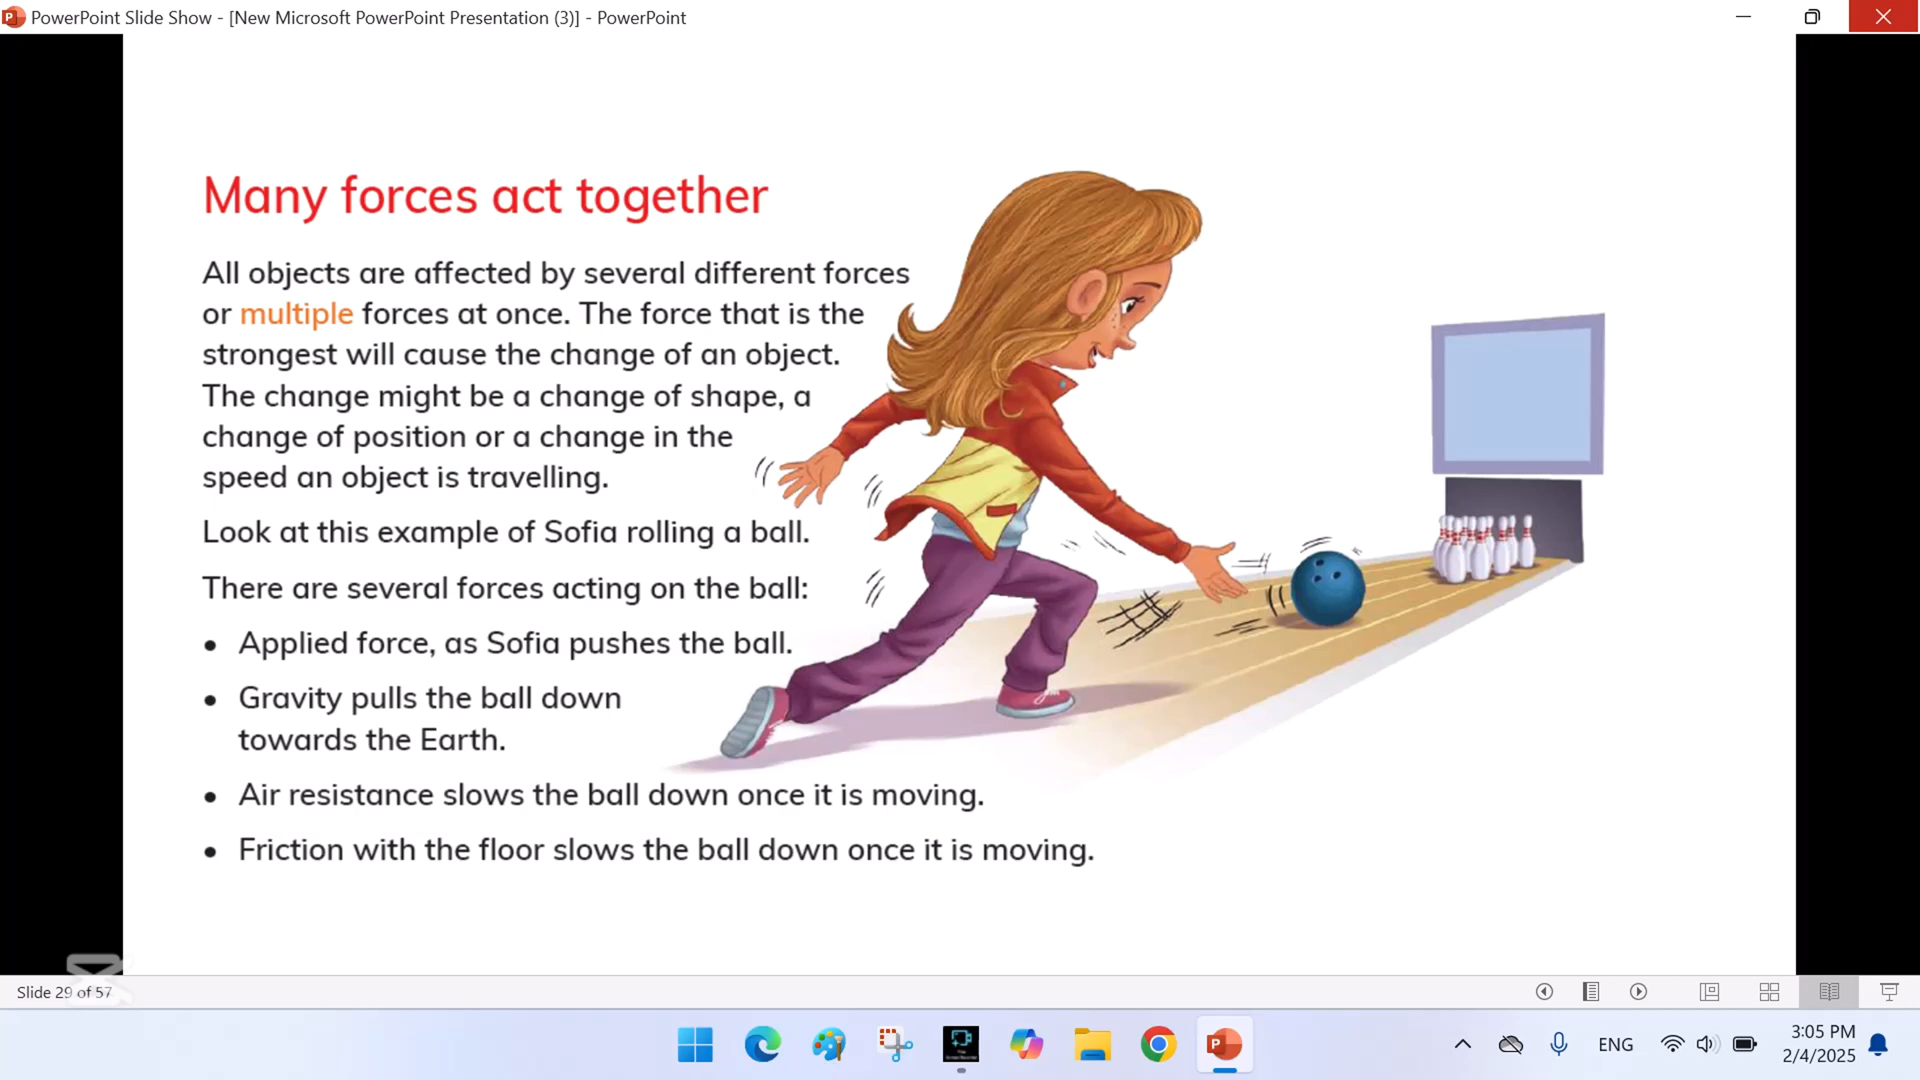 PowerPoint Slide Show - [New Microsoft PowerPoint Presentation (3)] - PowerPoint
Many forces act together
All objects are affected by several different forces
or multiple forces at once. The force that is the
strongest will cause the change of an object.
The change might be a change of shape, a
change of position or a change in the
speed an object is travelling.
Look at this example of Sofia rolling a ball.
There are several forces acting on the ball:
• Applied force, as Sofia pushes the ball.
• Gravity pulls the ball down
towards the Earth.
• Air resistance slows the ball down once it is moving.
• Friction with the floor slows the ball down once it is moving.
Slide 29 of 57
ENG
3:05 PM
2/4/2025